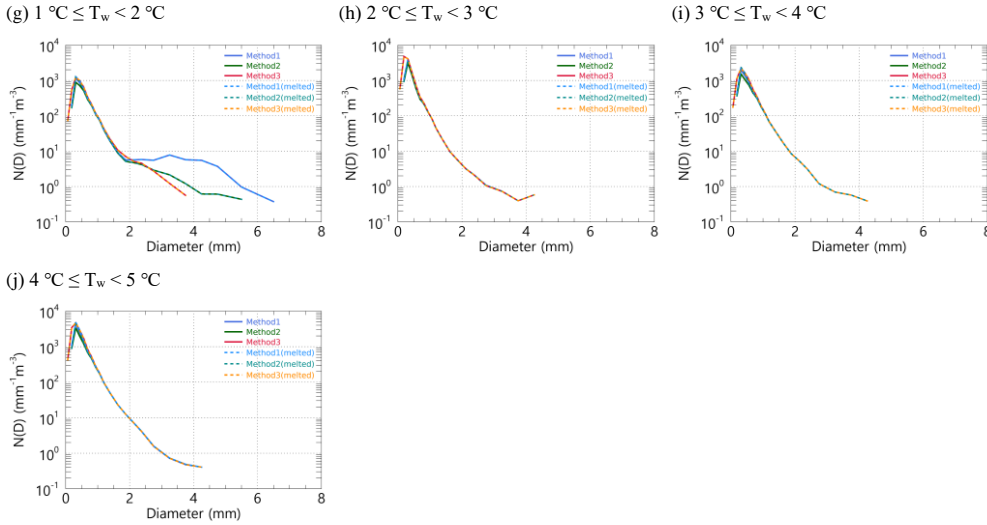 (g) 1 ℃ ≤ Tw < 2 ℃
10⁴
10³
10²
10¹
10⁰
10⁻¹
N(D) (mm⁻¹m⁻³)
Method1
Method2
Method3
Method1(melted)
Method2(melted)
Method3(melted)
0 2 4 6 8
Diameter (mm)
(h) 2 ℃ ≤ Tw < 3 ℃
10⁴
10³
10²
10¹
10⁰
10⁻¹
N(D) (mm⁻¹m⁻³)
Method1
Method2
Method3
Method1(melted)
Method2(melted)
Method3(melted)
0 2 4 6 8
Diameter (mm)
(i) 3 ℃ ≤ Tw < 4 ℃
10⁴
10³
10²
10¹
10⁰
10⁻¹
N(D) (mm⁻¹m⁻³)
Method1
Method2
Method3
Method1(melted)
Method2(melted)
Method3(melted)
0 2 4 6 8
Diameter (mm)
(j) 4 ℃ ≤ Tw < 5 ℃
10⁴
10³
10²
10¹
10⁰
10⁻¹
N(D) (mm⁻¹m⁻³)
Method1
Method2
Method3
Method1(melted)
Method2(melted)
Method3(melted)
0 2 4 6 8
Diameter (mm)